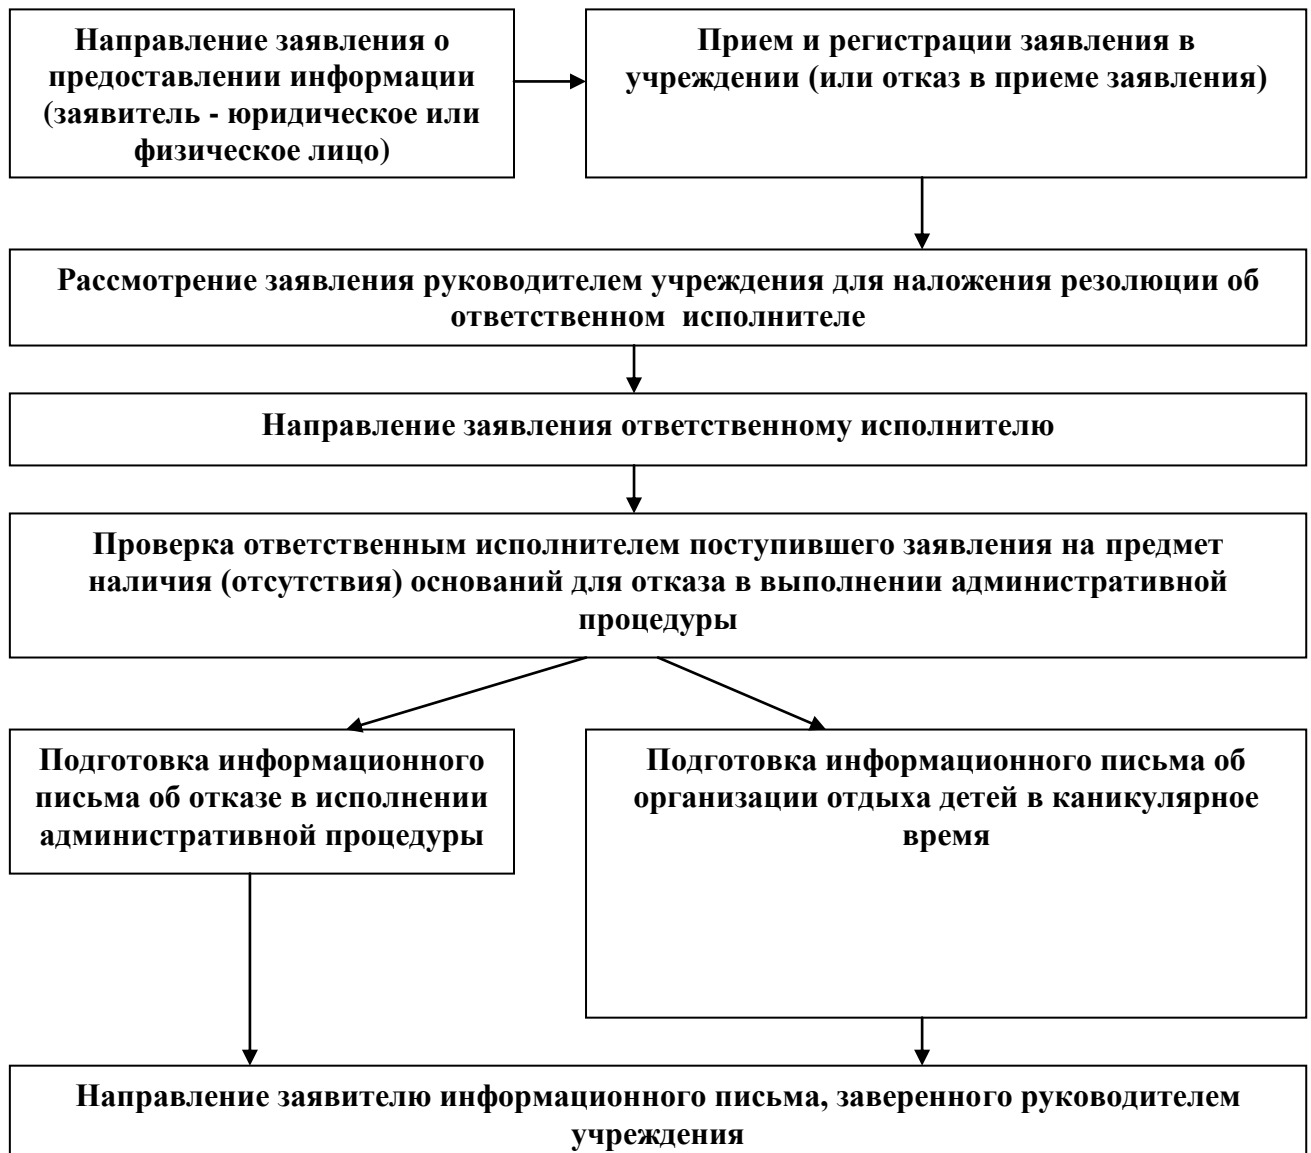 Направление заявления о
предоставлении информации
(заявитель - юридическое или
физическое лицо)
Прием и регистрации заявления в
учреждении (или отказ в приеме заявления)
Рассмотрение заявления руководителем учреждения для наложения резолюции об
ответственном  исполнителе
Направление заявления ответственному исполнителю
Проверка ответственным исполнителем поступившего заявления на предмет
наличия (отсутствия) оснований для отказа в выполнении административной
процедуры
Подготовка информационного
письма об отказе в исполнении
административной процедуры
Подготовка информационного письма об
организации отдыха детей в каникулярное
время
Направление заявителю информационного письма, заверенного руководителем
учреждения